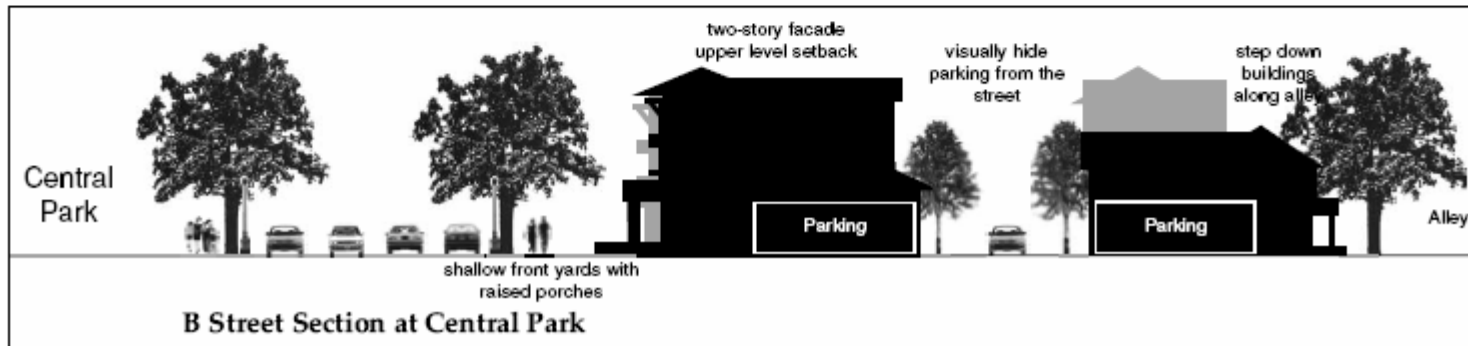 two-story facade
upper level setback
visually hide
parking from the
street
step down
buildings
along alley
Central
Park
Parking
Parking
Alley
shallow front yards with
raised porches
B Street Section at Central Park